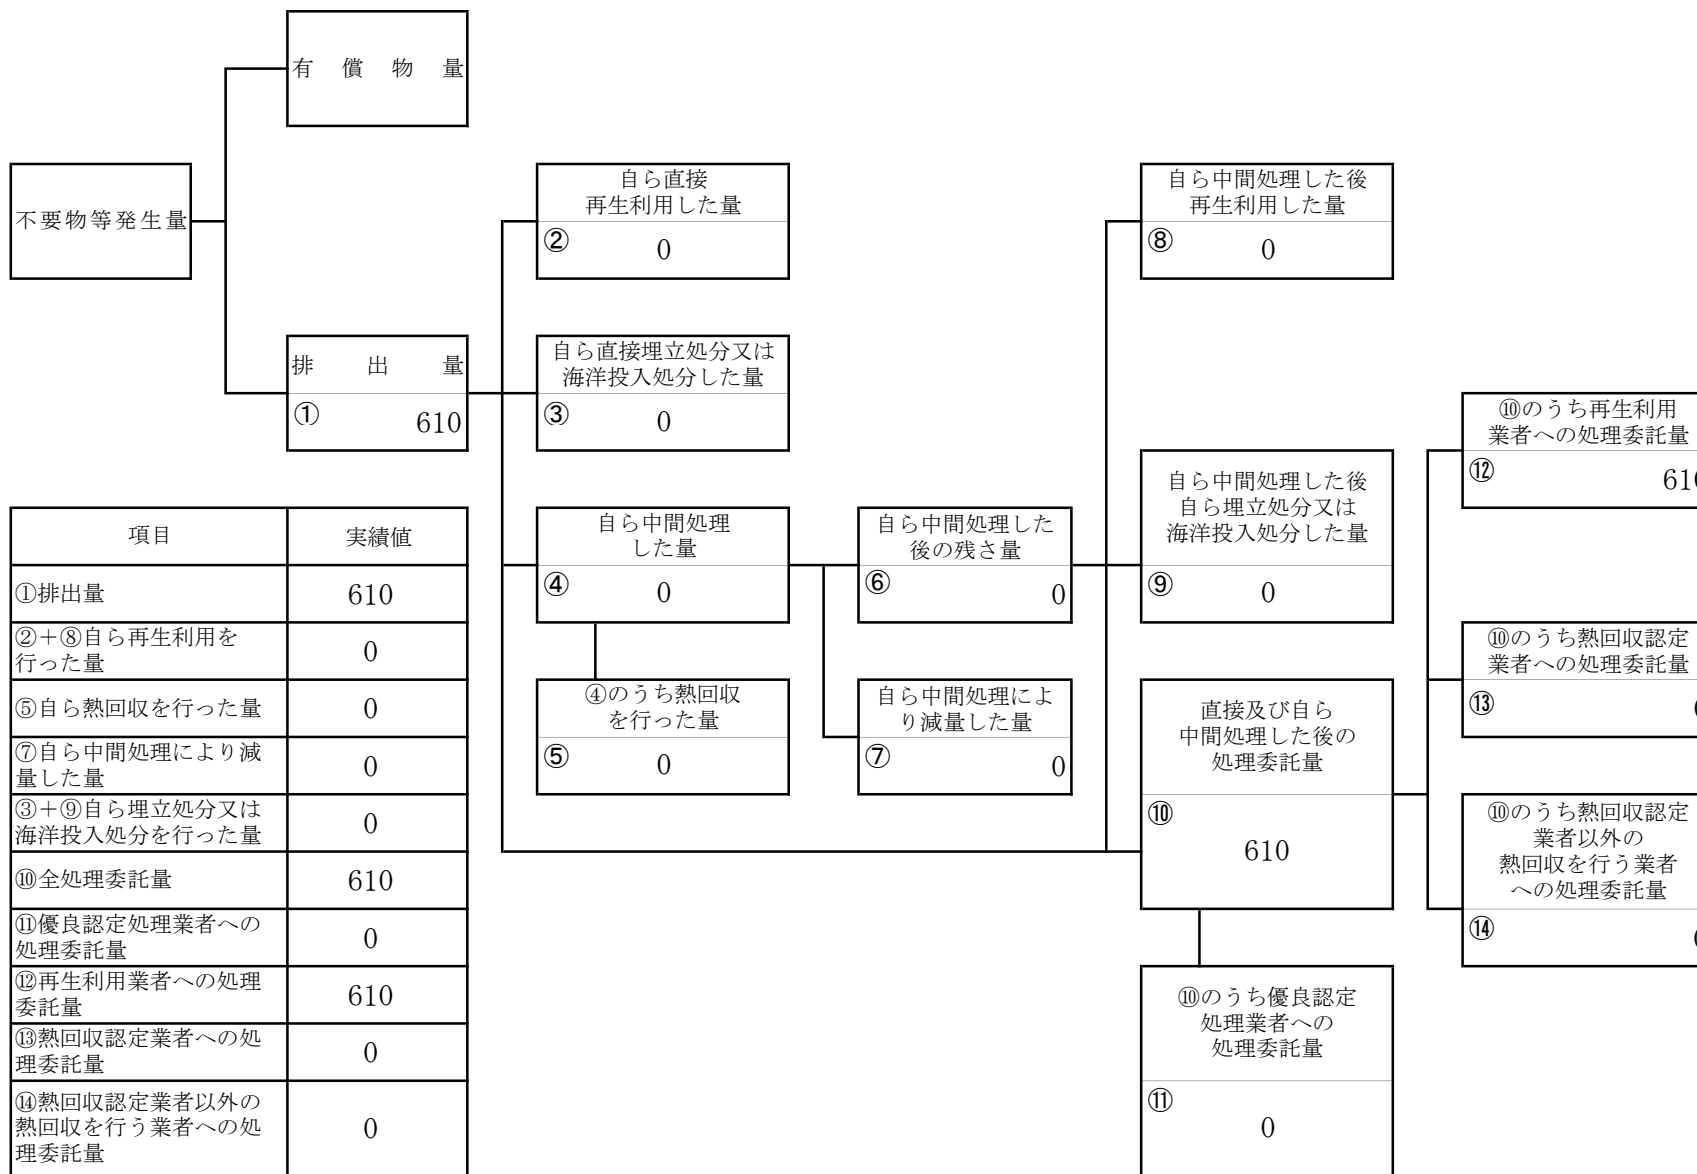 有償物量
不要物等発生量
排出量
①
610
自ら直接
再生利用した量
②
0
自ら直接埋立処分又は
海洋投入処分した量
③
0
自ら中間処理
した量
④
0
④のうち熱回収
を行った量
⑤
0
自ら中間処理した
後の残さ量
⑥
0
自ら中間処理によ
り減量した量
⑦
0
自ら中間処理した後
再生利用した量
⑧
0
自ら中間処理した後
自ら埋立処分又は
海洋投入処分した量
⑨
0
直接及び自ら
中間処理した後の
処理委託量
⑩
610
⑩のうち優良認定
処理業者への
処理委託量
⑪
0
⑩のうち再生利用
業者への処理委託量
⑫
⑩のうち熱回収認定
業者への処理委託量
⑬
⑩のうち熱回収認定
業者以外の
熱回収を行う業者
への処理委託量
⑭
項目 実績値
①排出量 610
②+⑧自ら再生利用を
行った量
0
⑤自ら熱回収を行った量 0
⑦自ら中間処理により減
量した量
0
③+⑨自ら埋立処分又は
海洋投入処分を行った量
0
⑩全処理委託量 610
⑪優良認定処理業者への
処理委託量
0
⑫再生利用業者への処理
委託量
610
⑬熱回収認定業者への処
理委託量
0
⑭熱回収認定業者以外の
熱回収を行う業者への処
理委託量
0